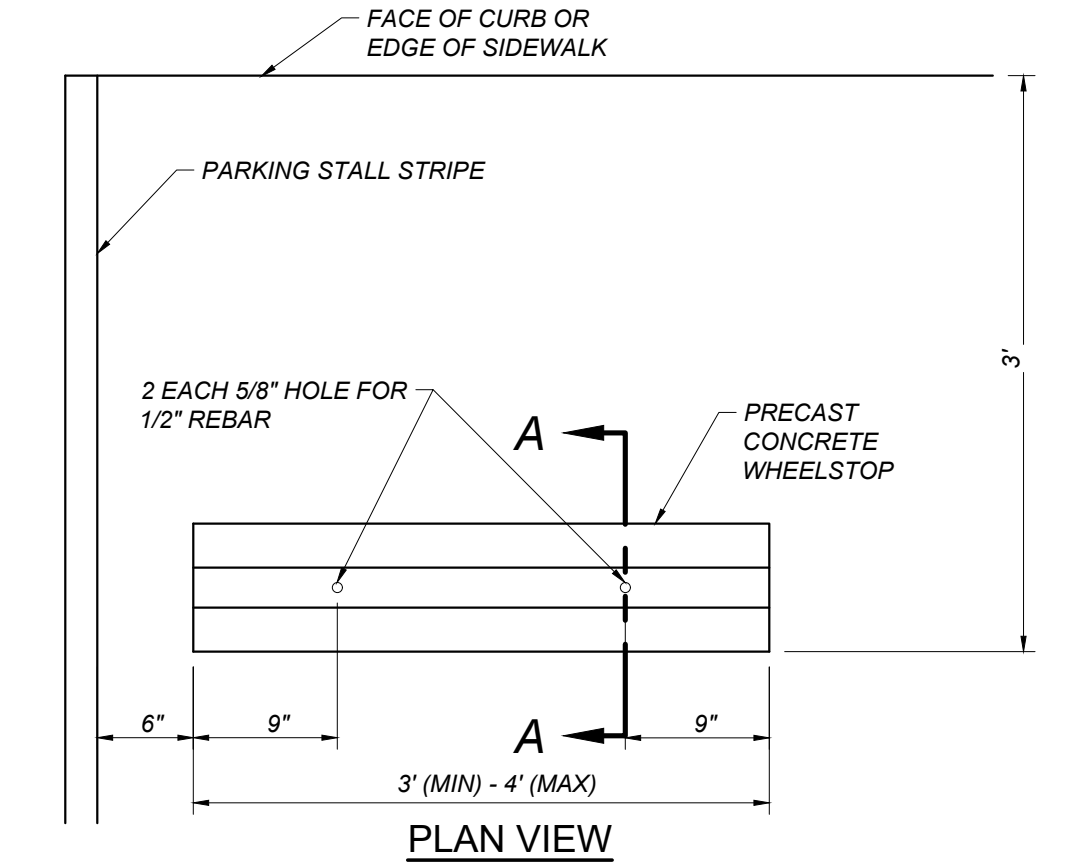 FACE OF CURB OR
EDGE OF SIDEWALK
PARKING STALL STRIPE
3'
2 EACH 5/8" HOLE FOR
1/2" REBAR
A
PRECAST
CONCRETE
WHEELSTOP
6"
9"
A
9"
3' (MIN) - 4' (MAX)
PLAN VIEW